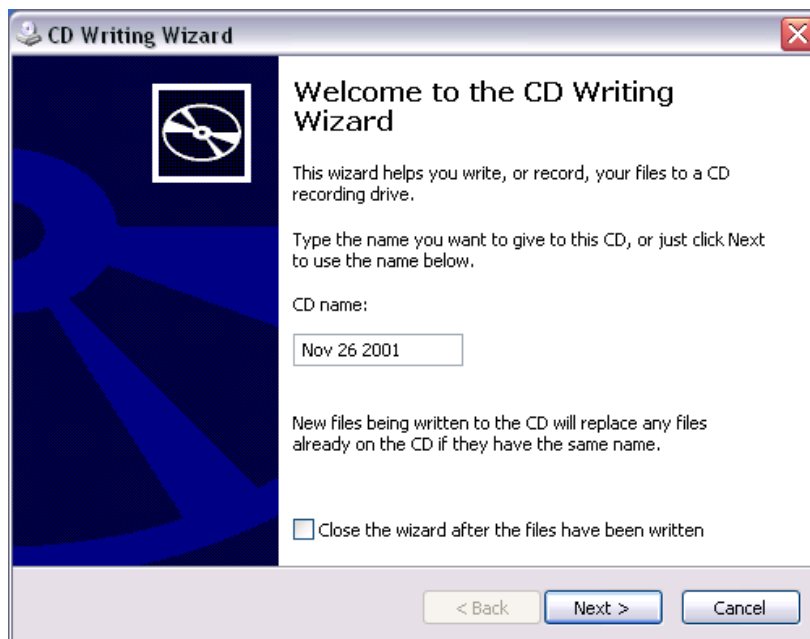 CD Writing Wizard
Welcome to the CD Writing
Wizard
This wizard helps you write, or record, your files to a CD
recording drive.
Type the name you want to give to this CD, or just click Next
to use the name below.
CD name:
Nov 26 2001
New files being written to the CD will replace any files
already on the CD if they have the same name.
Close the wizard after the files have been written
< Back Next > Cancel